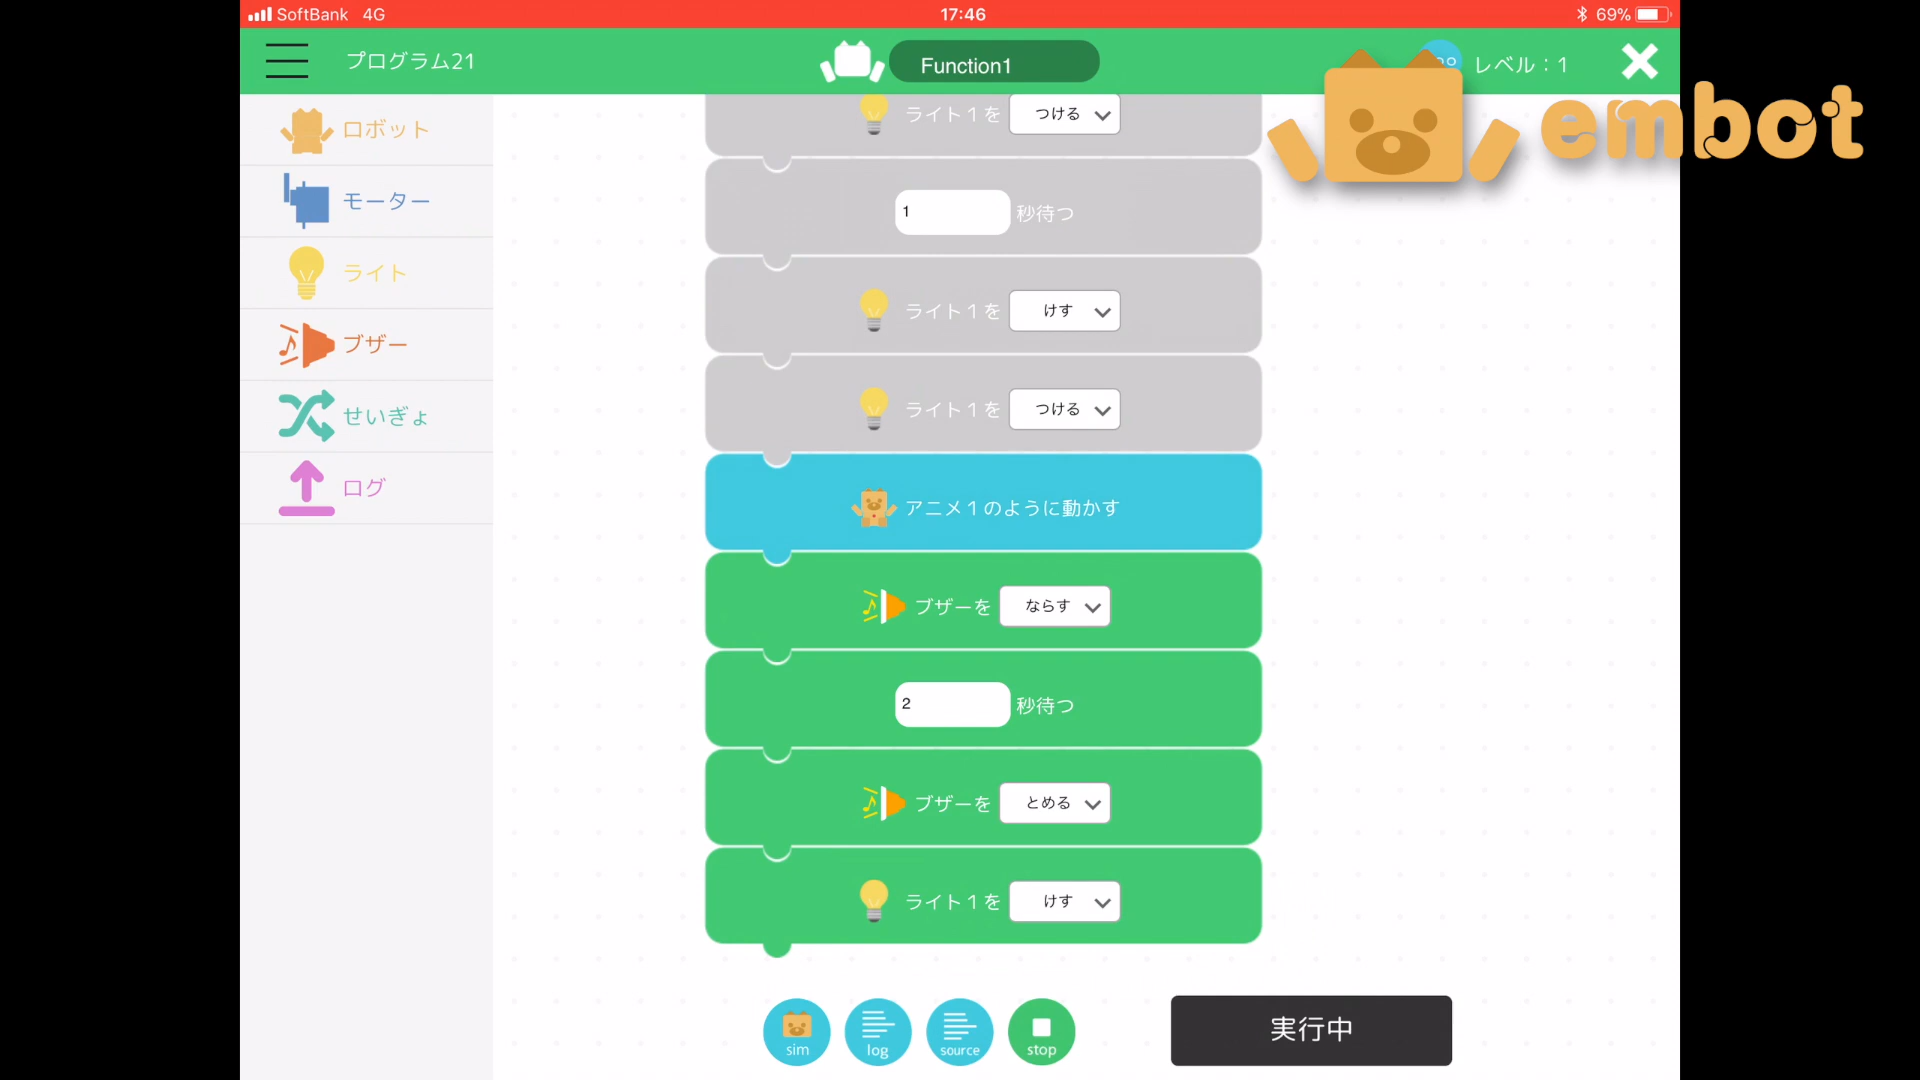 SoftBank 4G 17:46 69%
プログラム21 Function1 レベル：1
embot
ロボット
モーター
ライト
ブザー
せいぎょ
ログ
ライト１を つける
1 秒待つ
ライト１を けす
ライト１を つける
アニメ１のように動かす
ブザーを ならす
2 秒待つ
ブザーを とめる
ライト１を けす
sim log source stop 実行中